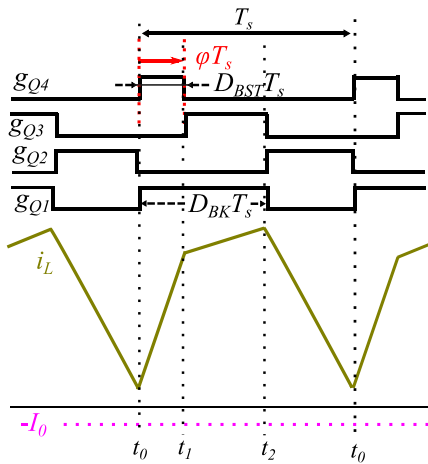 T_s
φT_s
g_Q4
D_BST T_s
g_Q3
g_Q2
g_Q1
D_BK T_s
i_L
-I_0
t_0 t_1 t_2 t_0